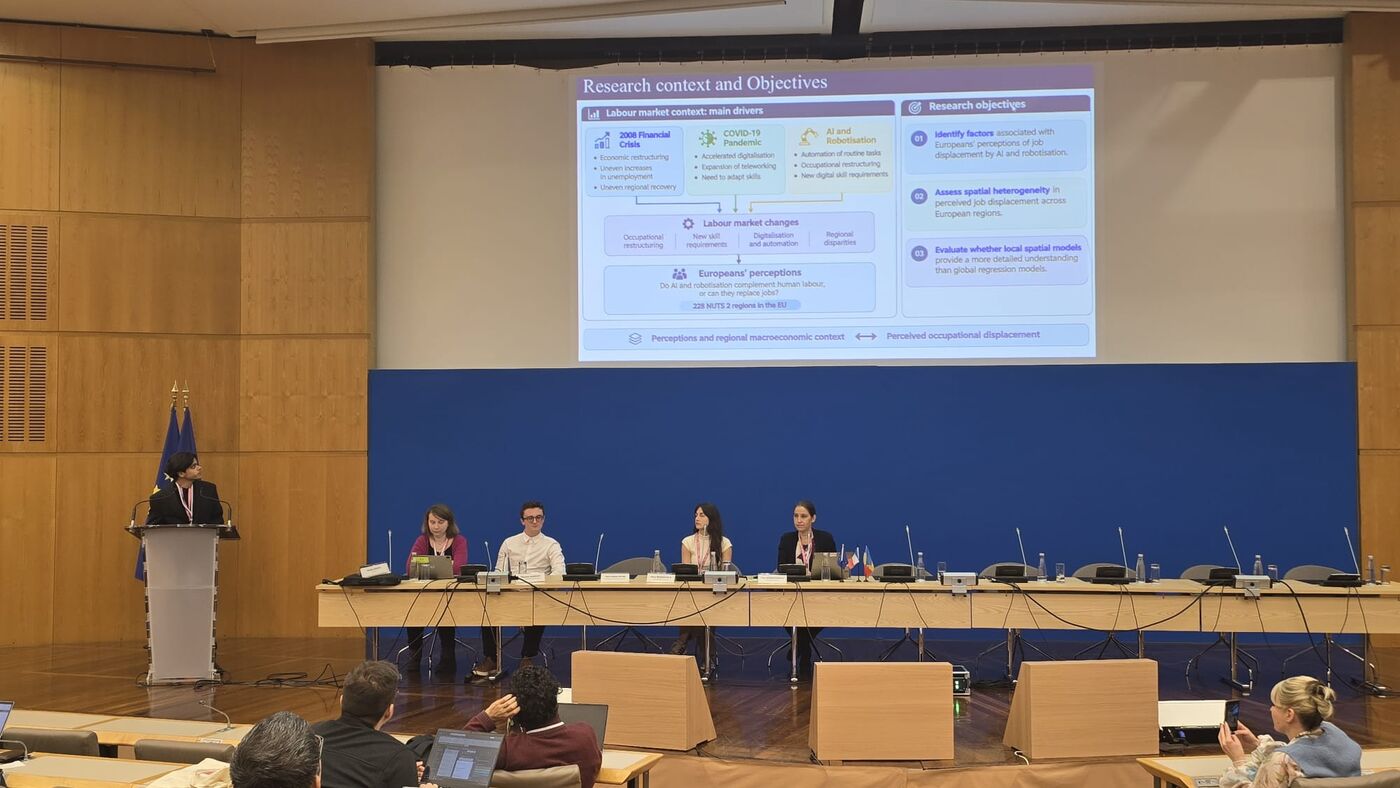 Research context and Objectives
Labour market context: main drivers
2008 Financial
Crisis
• Economic restructuring
• Uneven increases
in unemployment
• Uneven regional recovery
COVID-19
Pandemic
• Accelerated digitalisation
• Expansion of teleworking
• Need to adapt skills
AI and
Robotisation
• Automation of routine tasks
• Occupational restructuring
• New digital skill requirements
Labour market changes
Occupational
restructuring
New skill
requirements
Digitalisation
and automation
Regional
disparities
Europeans' perceptions
Do AI and robotisation complement human labour,
or can they replace jobs?
228 NUTS 2 regions in the EU
Research objectives
01
Identify factors associated with
Europeans' perceptions of job
displacement by AI and robotisation.
02
Assess spatial heterogeneity in
perceived job displacement across
European regions.
03
Evaluate whether local spatial models
provide a more detailed understanding
than global regression models.
Perceptions and regional macroeconomic context
Perceived occupational displacement